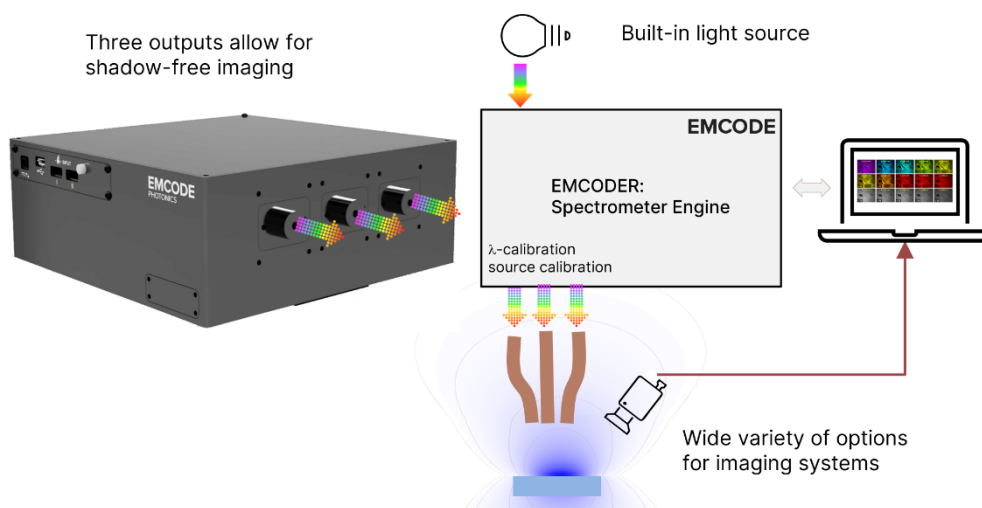 Three outputs allow for
shadow-free imaging
Built-in light source
INPUT
EMCODE
PHOTONICS
EMCODE
EMCODER:
Spectrometer Engine
λ-calibration
source calibration
Wide variety of options
for imaging systems